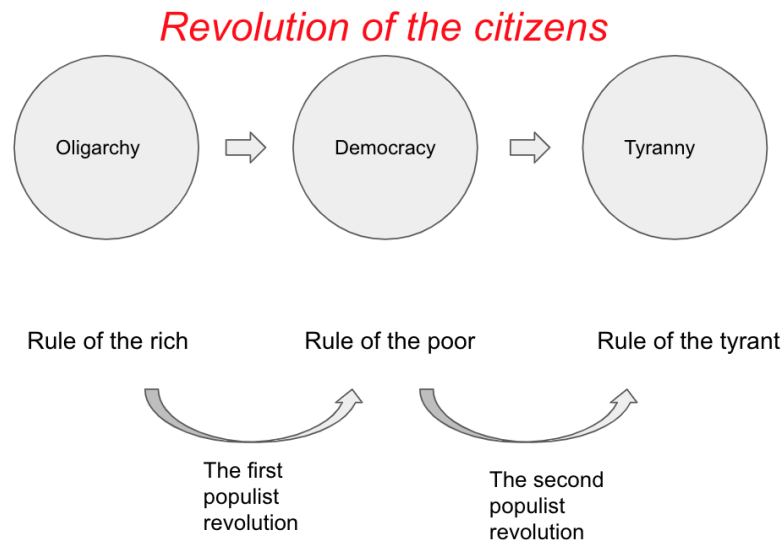 Revolution of the citizens
Oligarchy
Democracy
Tyranny
Rule of the rich
Rule of the poor
Rule of the tyrant
The first
populist
revolution
The second
populist
revolution